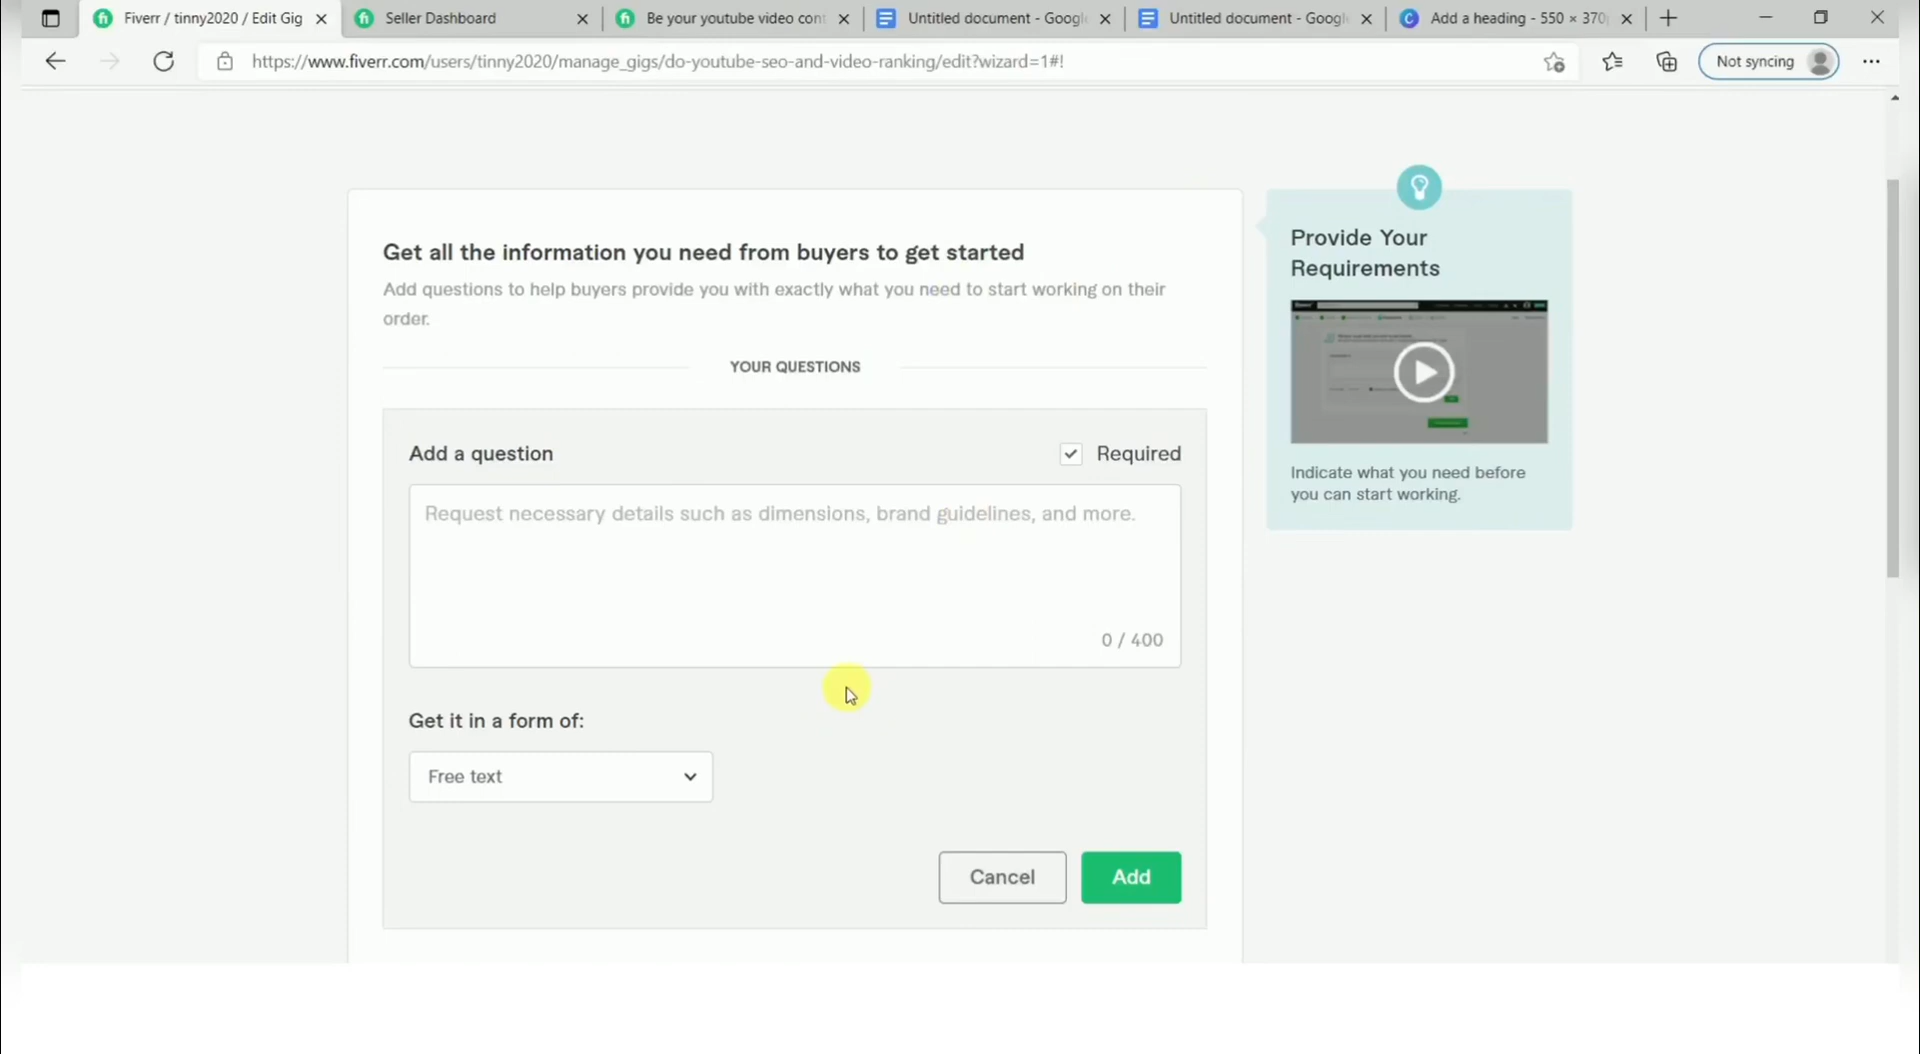 Fiverr / tinny2020 / Edit Gig
Seller Dashboard
Be your youtube video cont
Untitled document - Google
Untitled document - Google
Add a heading - 550 × 370p
https://www.fiverr.com/users/tinny2020/manage_gigs/do-youtube-seo-and-video-ranking/edit?wizard=1#!
Not syncing
Get all the information you need from buyers to get started
Add questions to help buyers provide you with exactly what you need to start working on their
order.
YOUR QUESTIONS
Add a question
Required
Request necessary details such as dimensions, brand guidelines, and more.
0 / 400
Get it in a form of:
Free text
Cancel
Add
Provide Your
Requirements
Indicate what you need before
you can start working.